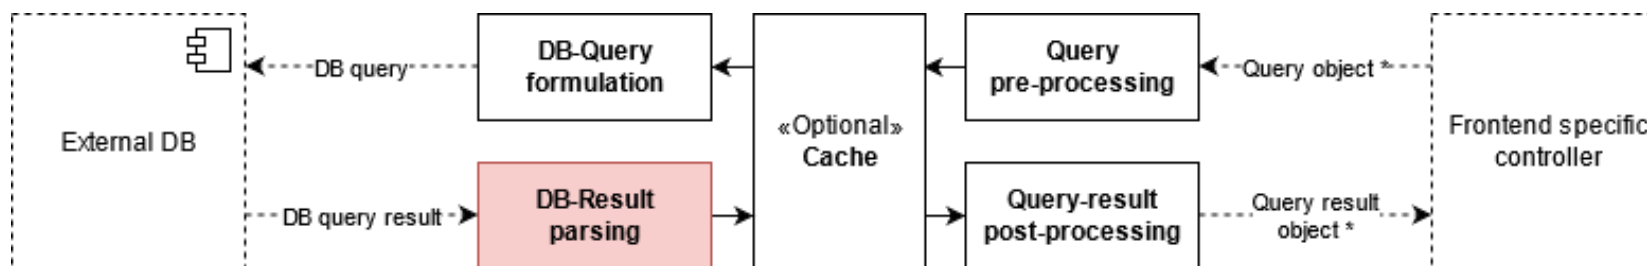 DB-Query
formulation
Query
pre-processing
DB query
Query object *
«Optional»
Cache
External DB
Frontend specific
controller
DB-Result
parsing
Query-result
post-processing
DB query result
Query result
object *